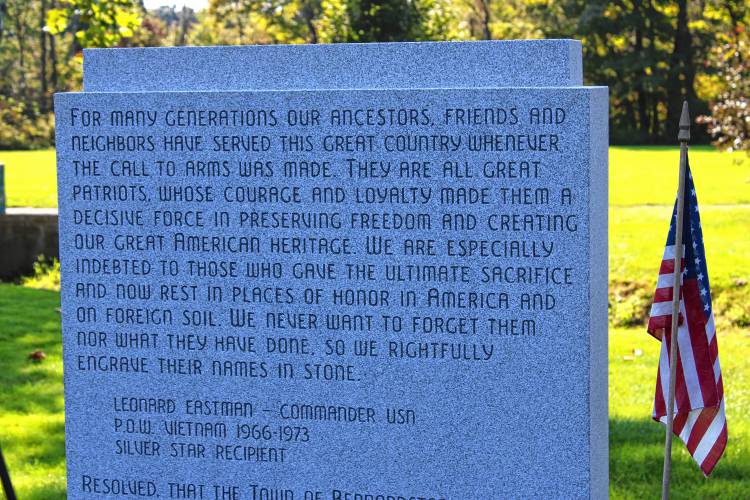 For many generations our ancestors, friends and
neighbors have served this great country whenever
the call to arms was made. They are all great
patriots, whose courage and loyalty made them a
decisive force in preserving freedom and creating
our great American heritage. We are especially
indebted to those who gave the ultimate sacrifice
and now rest in places of honor in America and
on foreign soil. We never want to forget them
nor what they have done, so we rightfully
engrave their names in stone.
Leonard Eastman - Commander USN
P.O.W. Vietnam 1966-1973
Silver Star Recipient
Resolved, that the Town of